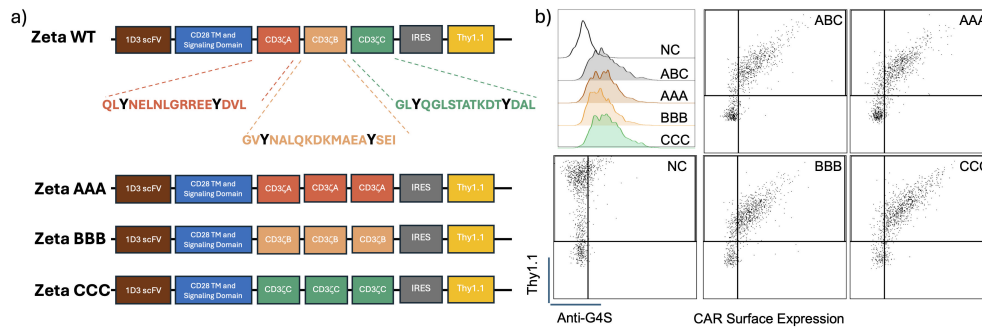 a)
Zeta WT
1D3 scFV
CD28 TM and
Signaling Domain
CD3ζA
CD3ζB
CD3ζC
IRES
Thy1.1
QLYNELNLGRREEYDVL
GLYQGLSTATKDTYDAL
GVYNALQKDKMAEAYSEI
Zeta AAA
1D3 scFV
CD28 TM and
Signaling Domain
CD3ζA
CD3ζA
CD3ζA
IRES
Thy1.1
Zeta BBB
1D3 scFV
CD28 TM and
Signaling Domain
CD3ζB
CD3ζB
CD3ζB
IRES
Thy1.1
Zeta CCC
1D3 scFV
CD28 TM and
Signaling Domain
CD3ζC
CD3ζC
CD3ζC
IRES
Thy1.1
b)
NC
ABC
AAA
BBB
CCC
ABC
AAA
NC
BBB
CCC
Thy1.1
Anti-G4S
CAR Surface Expression